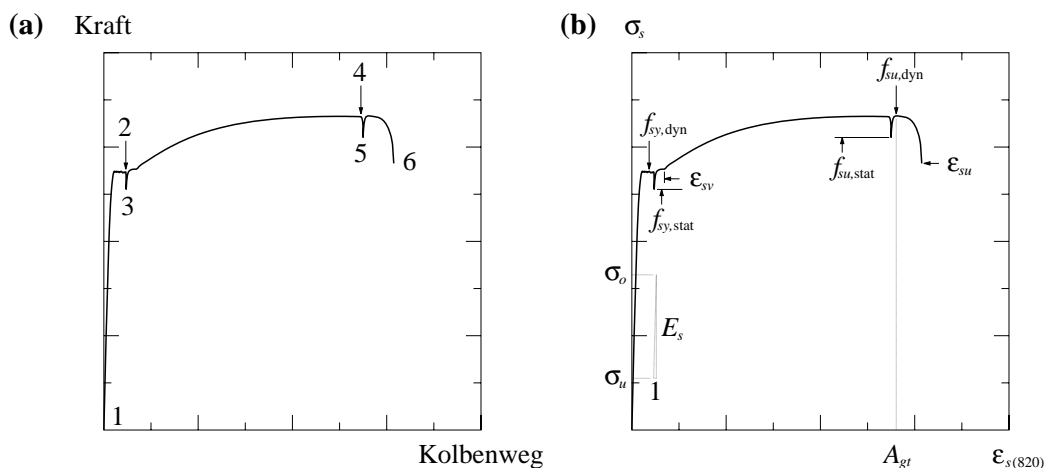 (a) Kraft
4
2
5
6
3
1
Kolbenweg
(b) σs
fsu,dyn
fsy,dyn
fsu,stat
εsu
εsv
fsy,stat
σo
Es
σu
1
Agt
εs(820)